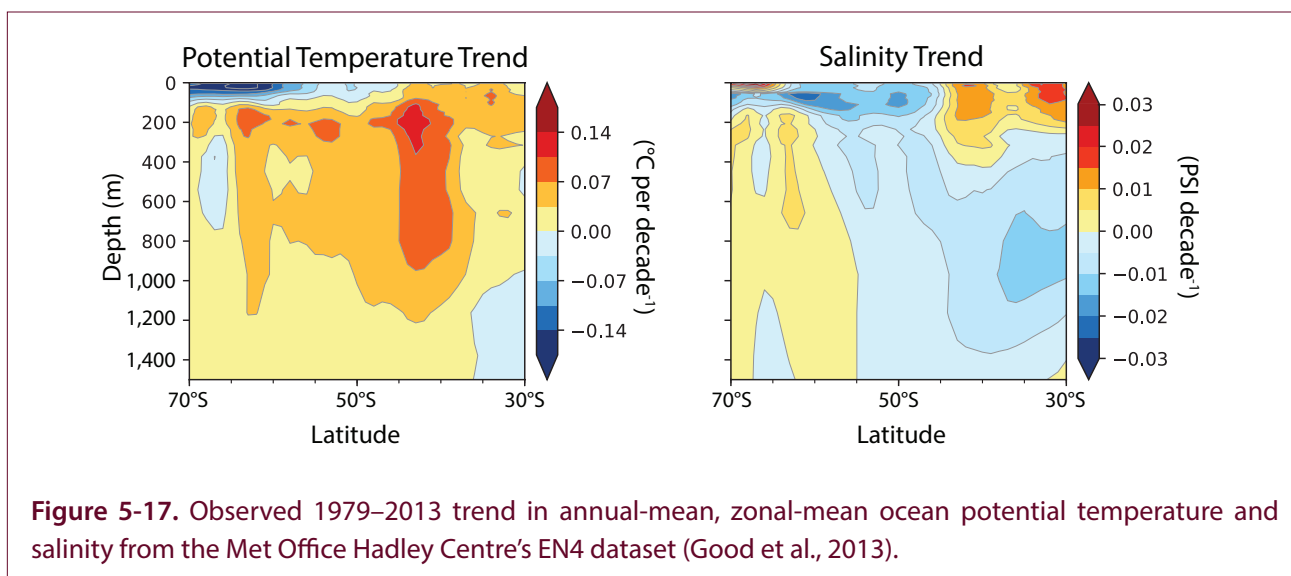 Potential Temperature Trend
0
200
400
600
800
1,000
1,200
1,400
Depth (m)
70°S
50°S
30°S
Latitude
0.14
0.07
0.00
−0.07
−0.14
(°C per decade⁻¹)
Salinity Trend
70°S
50°S
30°S
Latitude
0.03
0.02
0.01
0.00
−0.01
−0.02
−0.03
(PSI decade⁻¹)
Figure 5-17. Observed 1979–2013 trend in annual-mean, zonal-mean ocean potential temperature and
salinity from the Met Office Hadley Centre’s EN4 dataset (Good et al., 2013).